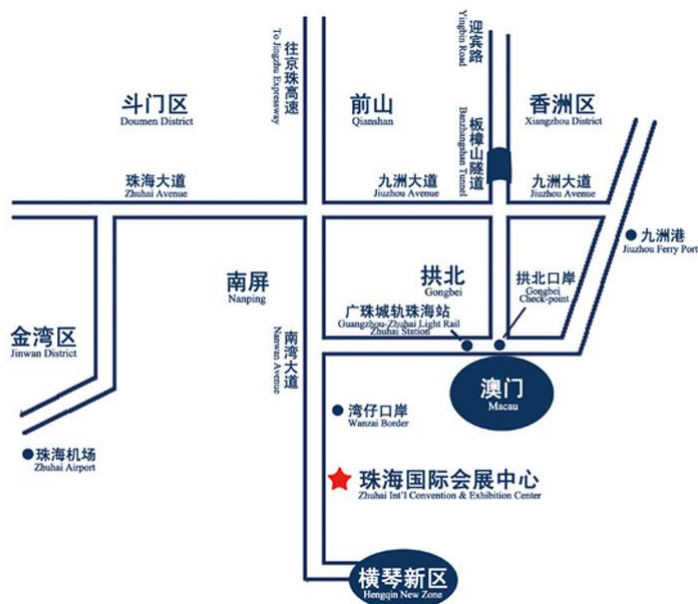 往京珠高速
To Jingzhu Expressway
迎宾路
Yingbin Road
斗门区
Doumen District
前山
Qianshan
香洲区
Xiangzhou District
板樟山隧道
Banzhangshan Tunnel
珠海大道
Zhuhai Avenue
九洲大道
Jiuzhou Avenue
九洲大道
Jiuzhou Avenue
九洲港
Jiuzhou Ferry Port
南屏
Nanping
拱北
Gongbei
拱北口岸
Gongbei
Check-point
广珠城轨珠海站
Guangzhou-Zhuhai Light Rail
Zhuhai Station
金湾区
Jinwan District
南湾大道
Nanwan Avenue
澳门
Macau
湾仔口岸
Wanzai Border
珠海机场
Zhuhai Airport
珠海国际会展中心
Zhuhai Int'l Convention & Exhibition Center
横琴新区
Hengqin New Zone